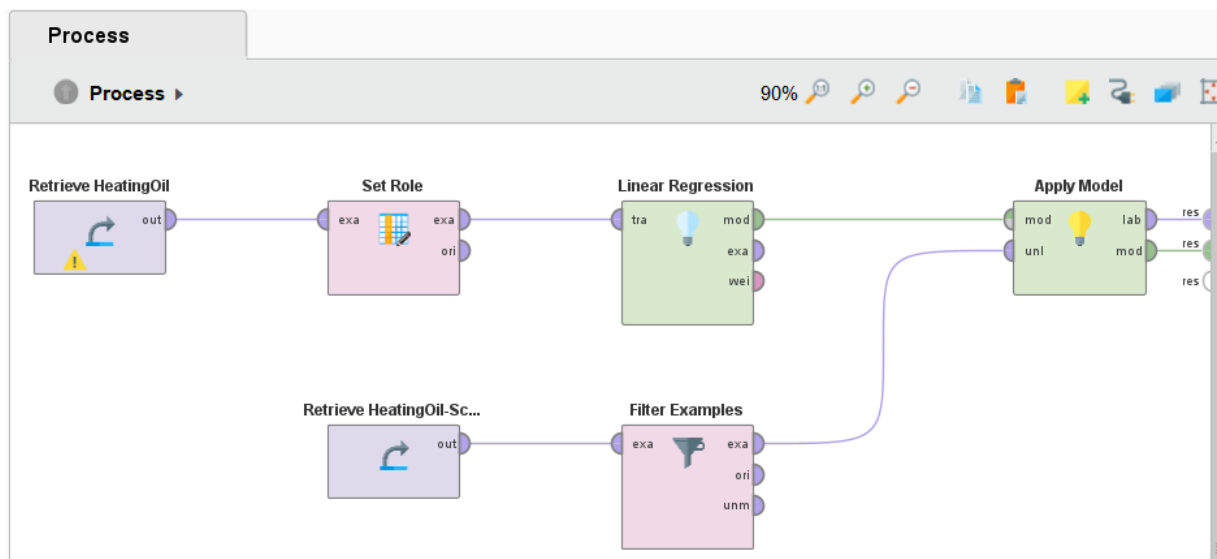 Process
Process
90%
Retrieve HeatingOil
out
Set Role
exa
exa
ori
Linear Regression
tra
mod
exa
wei
Apply Model
mod
lab
unl
mod
res
res
res
Retrieve HeatingOil-Sc...
out
Filter Examples
exa
exa
ori
unm